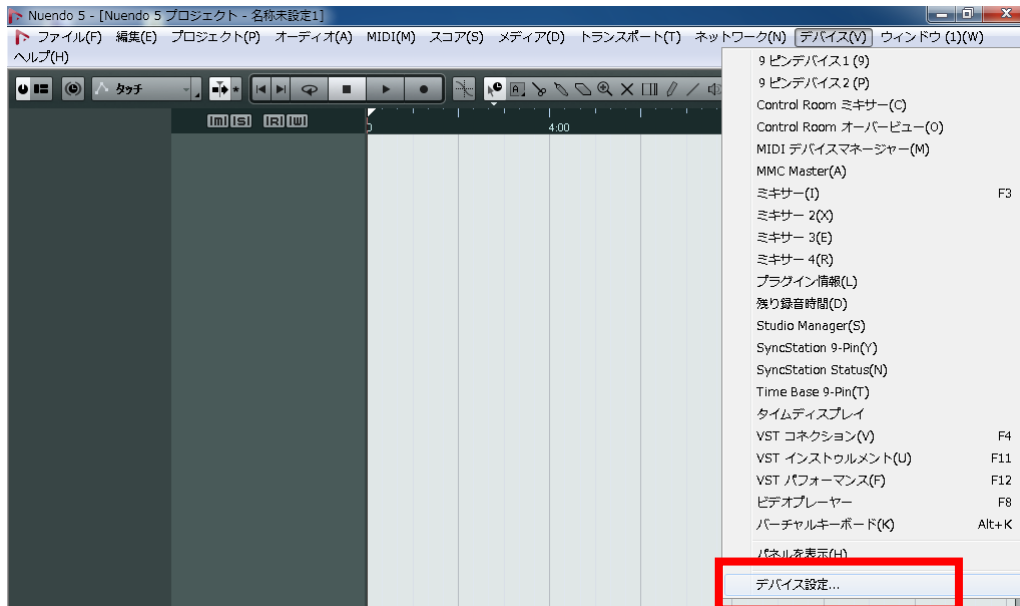 Nuendo 5 - [Nuendo 5 プロジェクト - 名称未設定1]
ファイル(F) 編集(E) プロジェクト(P) オーディオ(A) MIDI(M) スコア(S) メディア(D) トランスポート(T) ネットワーク(N) デバイス(V) ウィンドウ (1)(W)
ヘルプ(H)
タッチ
m s R w
4:00
9 ピンデバイス1 (9)
9 ピンデバイス2 (P)
Control Room ミキサー(C)
Control Room オーバービュー(O)
MIDI デバイスマネージャー(M)
MMC Master(A)
ミキサー(I) F3
ミキサー 2(X)
ミキサー 3(E)
ミキサー 4(R)
プラグイン情報(L)
残り録音時間(D)
Studio Manager(S)
SyncStation 9-Pin(Y)
SyncStation Status(N)
Time Base 9-Pin(T)
タイムディスプレイ
VST コネクション(V) F4
VST インストゥルメント(U) F11
VST パフォーマンス(F) F12
ビデオプレーヤー F8
バーチャルキーボード(K) Alt+K
パネルを表示(H)
デバイス設定...